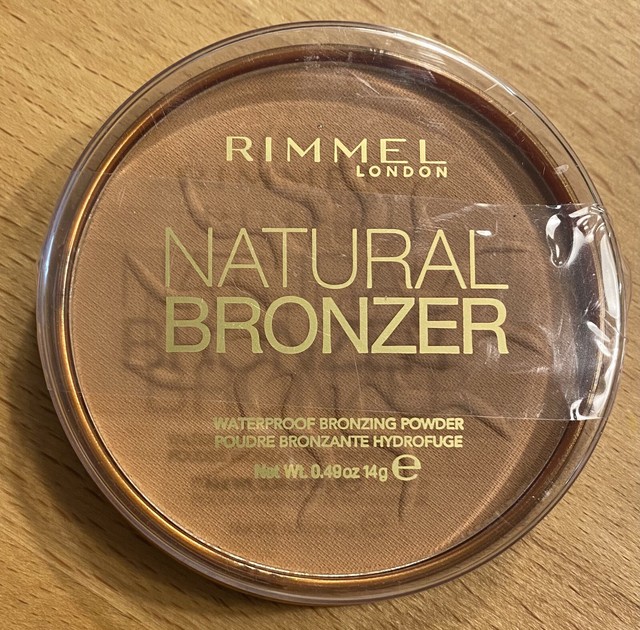 RIMMEL
LONDON
NATURAL
BRONZER
WATERPROOF BRONZING POWDER
POUDRE BRONZANTE HYDROFUGE
Net Wt. 0.49oz 14g ℮